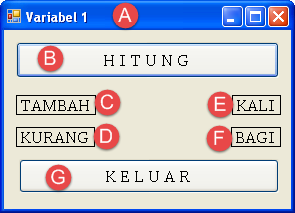 Variabel 1 A
B HITUNG
TAMBAH C E KALI
KURANG D F BAGI
G KELUAR